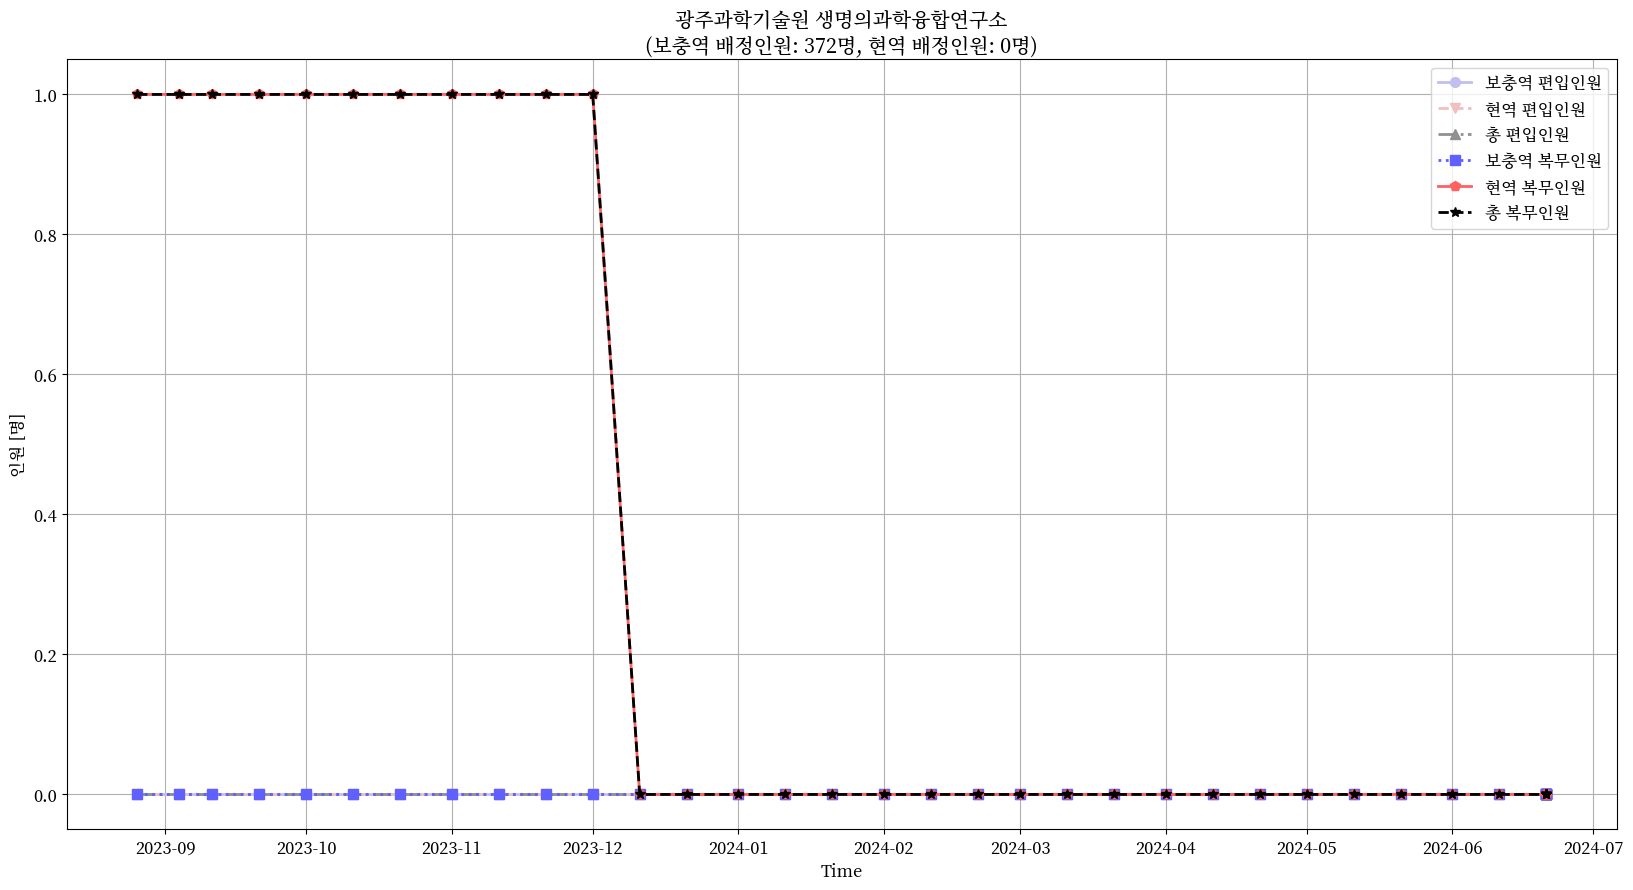 광주과학기술원 생명의과학융합연구소
(보충역 배정인원: 372명, 현역 배정인원: 0명)
보충역 편입인원
현역 편입인원
총 편입인원
보충역 복무인원
현역 복무인원
총 복무인원
인원 [명]
1.0
0.8
0.6
0.4
0.2
0.0
2023-09
2023-10
2023-11
2023-12
2024-01
2024-02
2024-03
2024-04
2024-05
2024-06
2024-07
Time